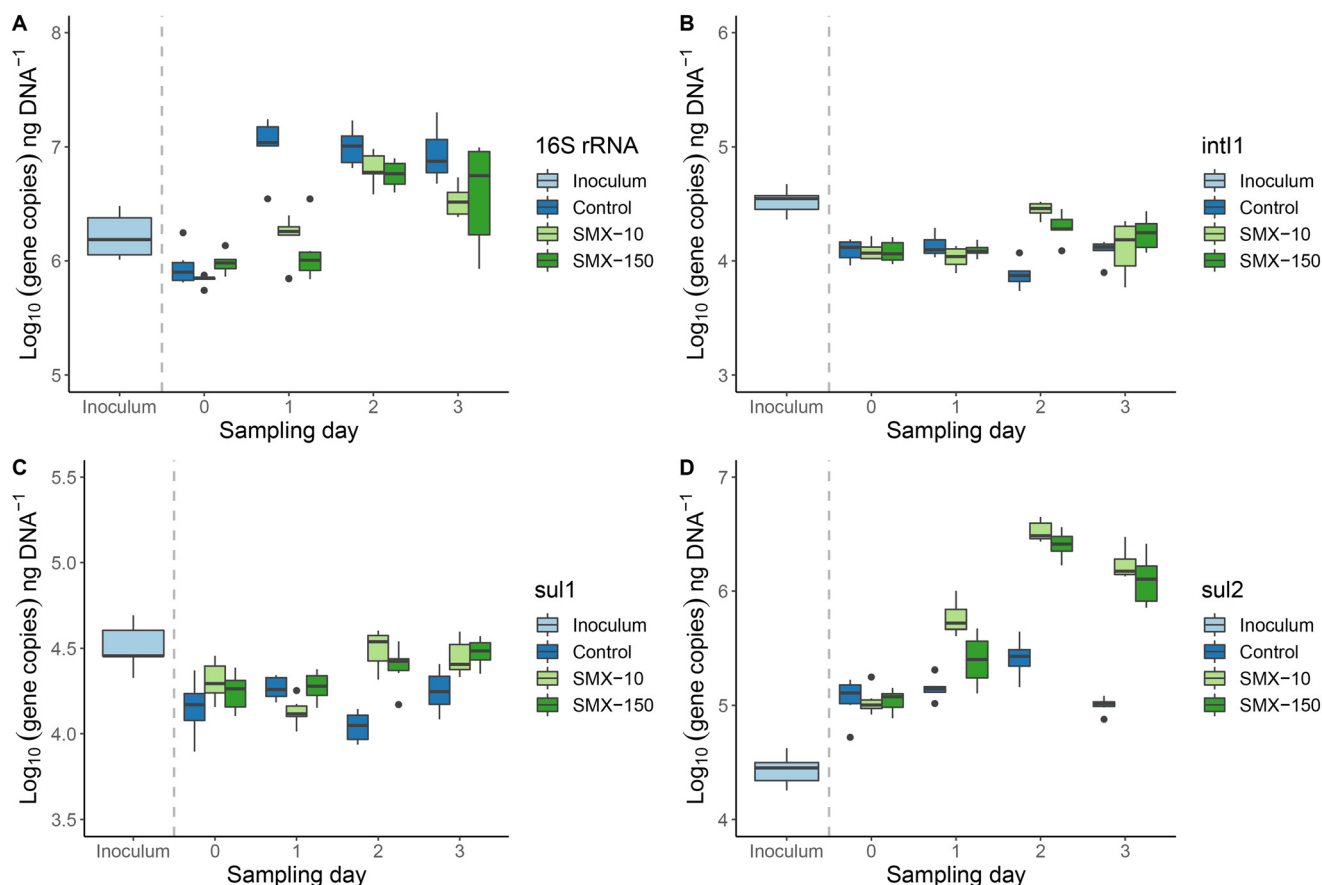 A
Log10 (gene copies) ng DNA−1
8
7
6
5
Inoculum 0 1 2 3
Sampling day
16S rRNA
Inoculum
Control
SMX−10
SMX−150
B
Log10 (gene copies) ng DNA−1
6
5
4
3
Inoculum 0 1 2 3
Sampling day
intI1
Inoculum
Control
SMX−10
SMX−150
C
Log10 (gene copies) ng DNA−1
5.5
5.0
4.5
4.0
3.5
Inoculum 0 1 2 3
Sampling day
sul1
Inoculum
Control
SMX−10
SMX−150
D
Log10 (gene copies) ng DNA−1
7
6
5
4
Inoculum 0 1 2 3
Sampling day
sul2
Inoculum
Control
SMX−10
SMX−150